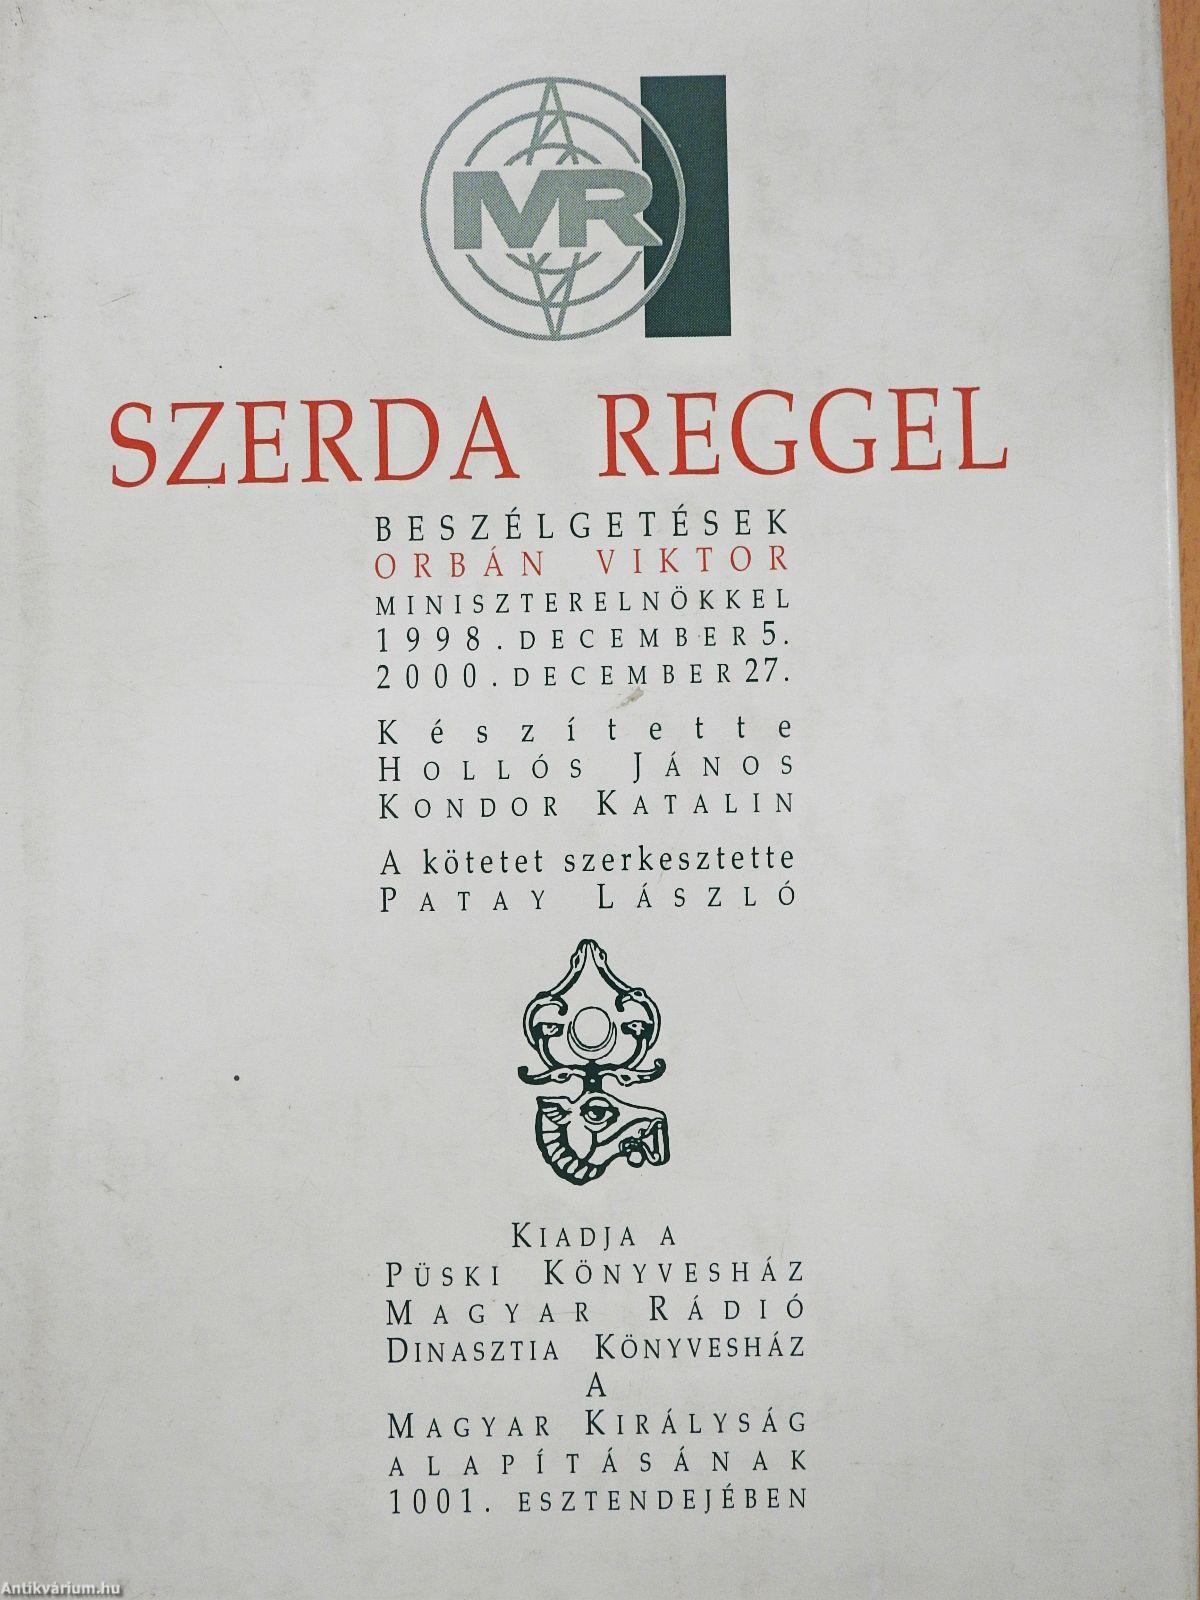 MR
SZERDA REGGEL
BESZÉLGETÉSEK
ORBÁN VIKTOR
MINISZTERELNÖKKEL
1998. DECEMBER 5.
2000. DECEMBER 27.
Készítette
HOLLÓS JÁNOS
KONDOR KATALIN
A kötetet szerkesztette
PATAY LÁSZLÓ
KIADJA A
PÜSKI KÖNYVESHÁZ
MAGYAR RÁDIÓ
DINASZTIA KÖNYVESHÁZ
A
MAGYAR KIRÁLYSÁG
ALAPÍTÁSÁNAK
1001. ESZTENDEJÉBEN
Antikvárium.hu